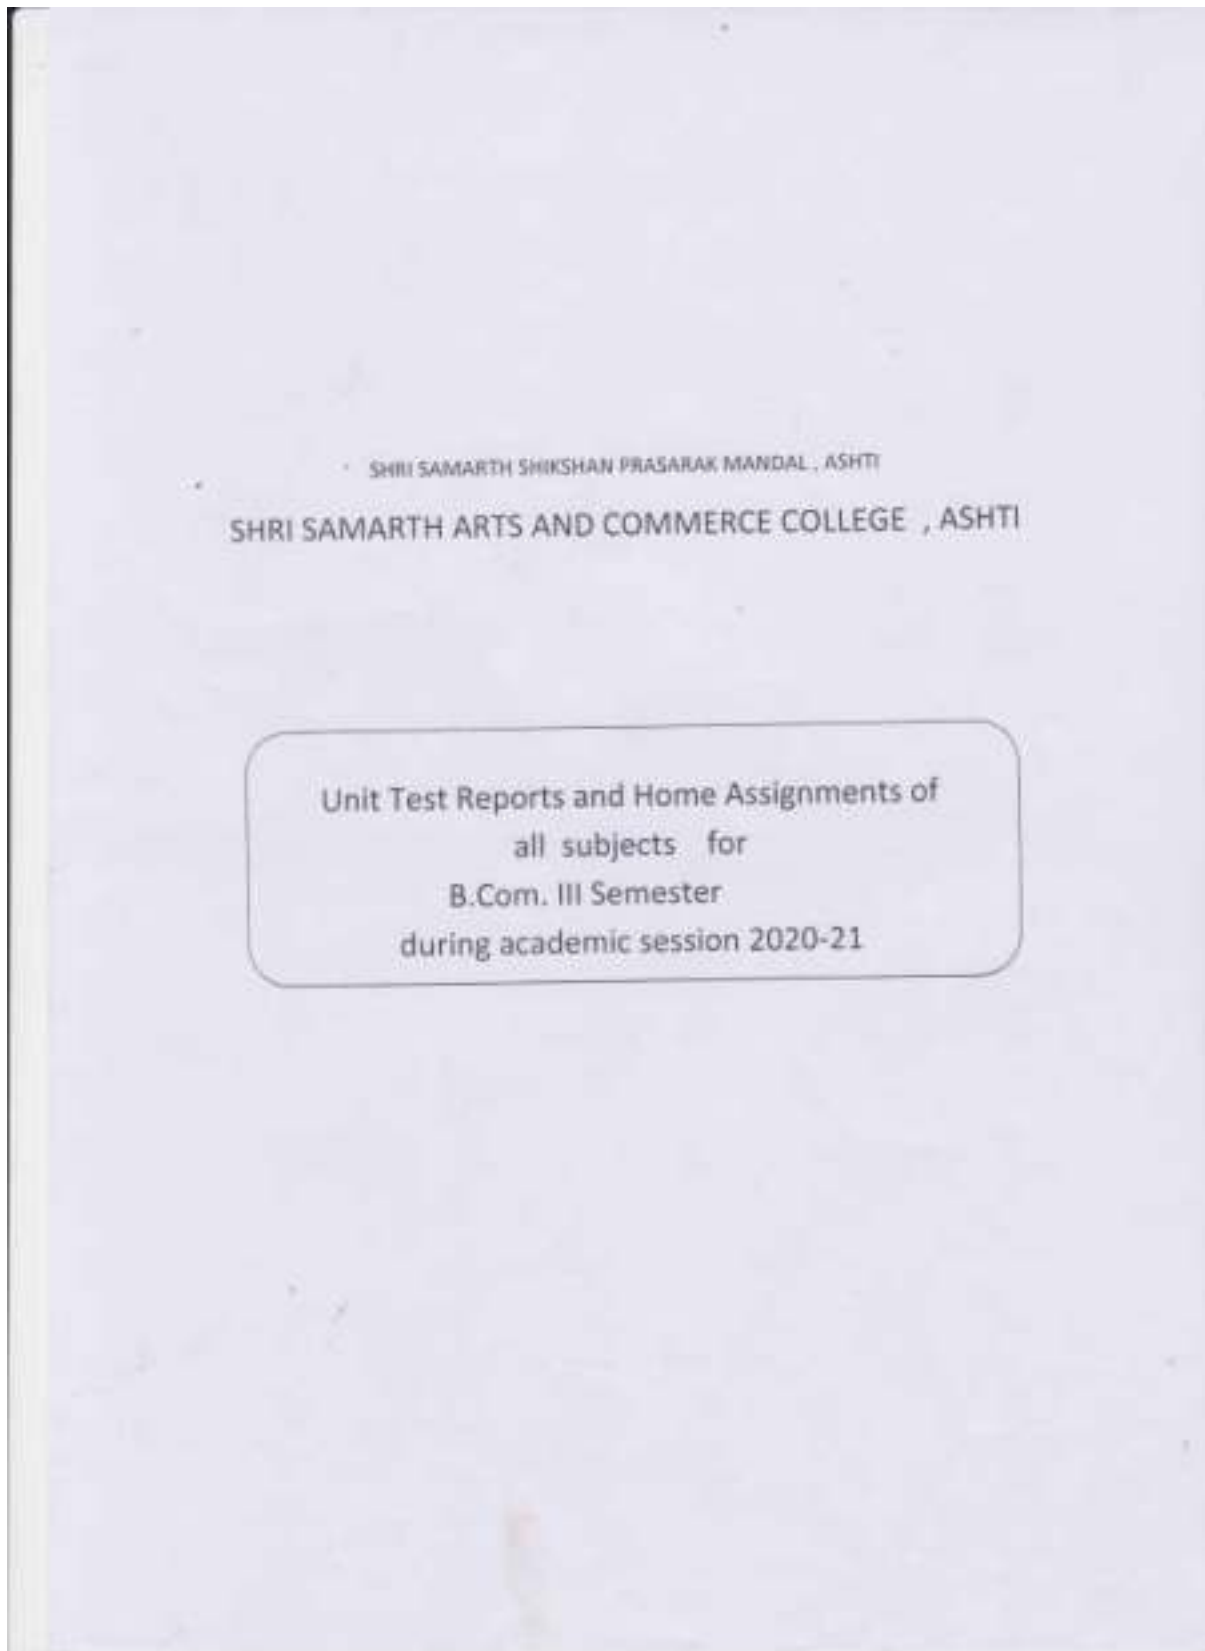 SHRI SAMARTH SHIKSHAN PRASARAK MANDAL , ASHTI
SHRI SAMARTH ARTS AND COMMERCE COLLEGE , ASHTI
Unit Test Reports and Home Assignments of
all subjects for
B.Com. III Semester
during academic session 2020-21